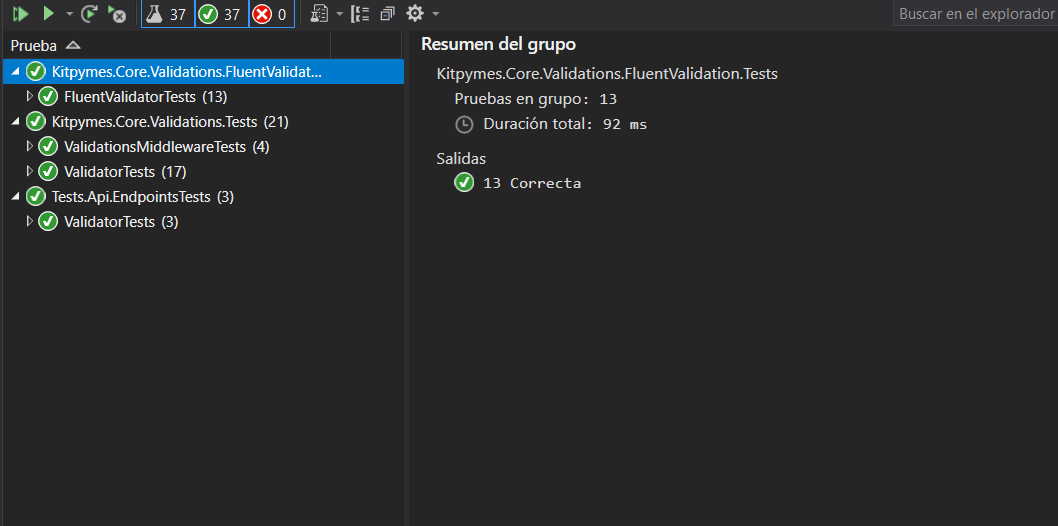 37 37 0
Buscar en el explorador
Prueba
Kitpymes.Core.Validations.FluentValidat...
FluentValidatorTests (13)
Kitpymes.Core.Validations.Tests (21)
ValidationsMiddlewareTests (4)
ValidatorTests (17)
Tests.Api.EndpointsTests (3)
ValidatorTests (3)
Resumen del grupo
Kitpymes.Core.Validations.FluentValidation.Tests
Pruebas en grupo: 13
Duración total: 92 ms
Salidas
13 Correcta